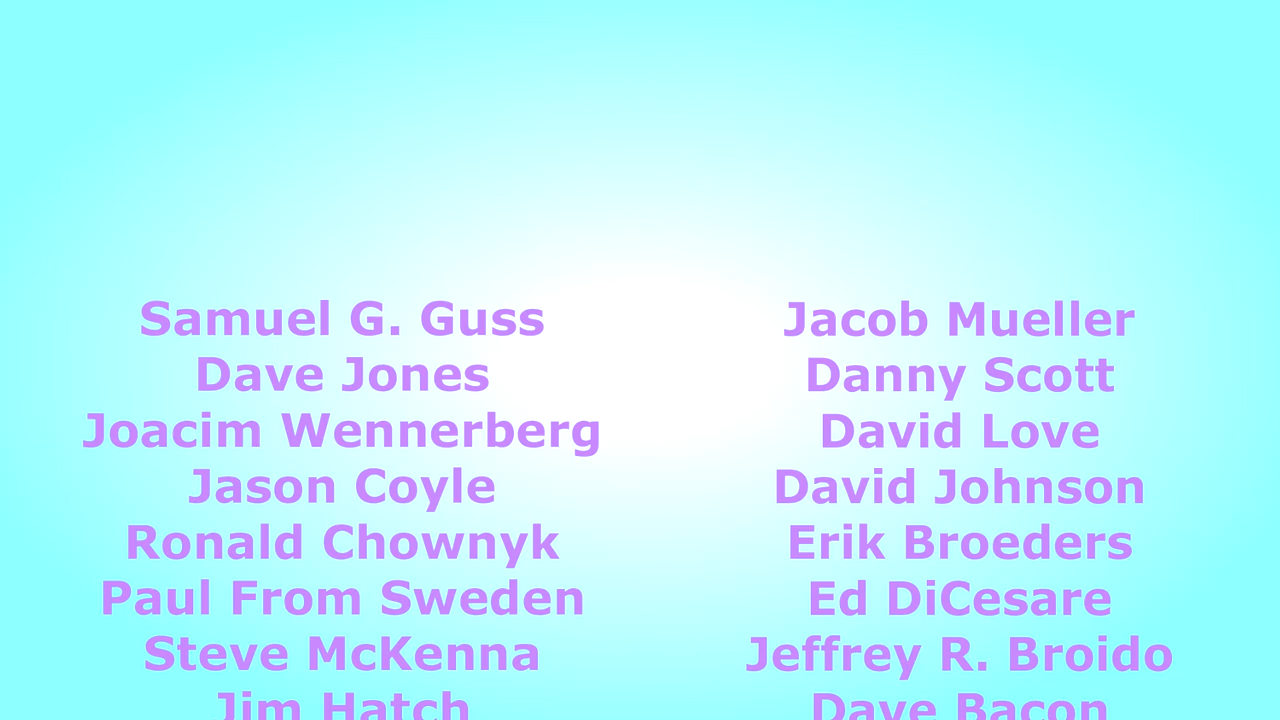 Samuel G. Guss
Dave Jones
Joacim Wennerberg
Jason Coyle
Ronald Chownyk
Paul From Sweden
Steve McKenna
Jim Hatch
Jacob Mueller
Danny Scott
David Love
David Johnson
Erik Broeders
Ed DiCesare
Jeffrey R. Broido
Dave Bacon